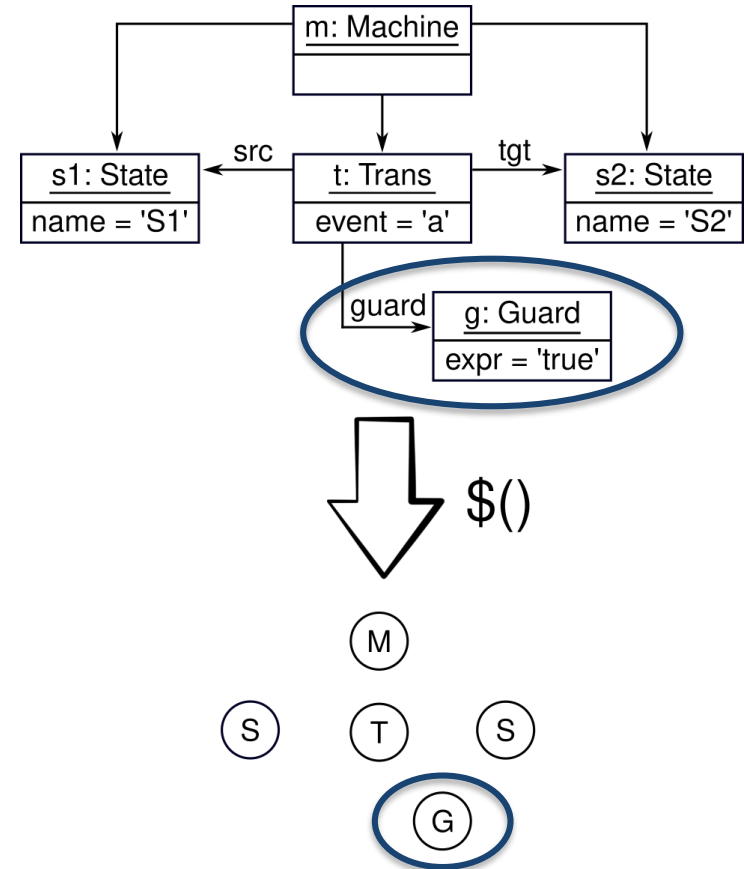 m: Machine
src
tgt
s1: State
t: Trans
s2: State
name = 'S1'
event = 'a'
name = 'S2'
guard
g: Guard
expr = 'true'
$()
M
S
T
S
G